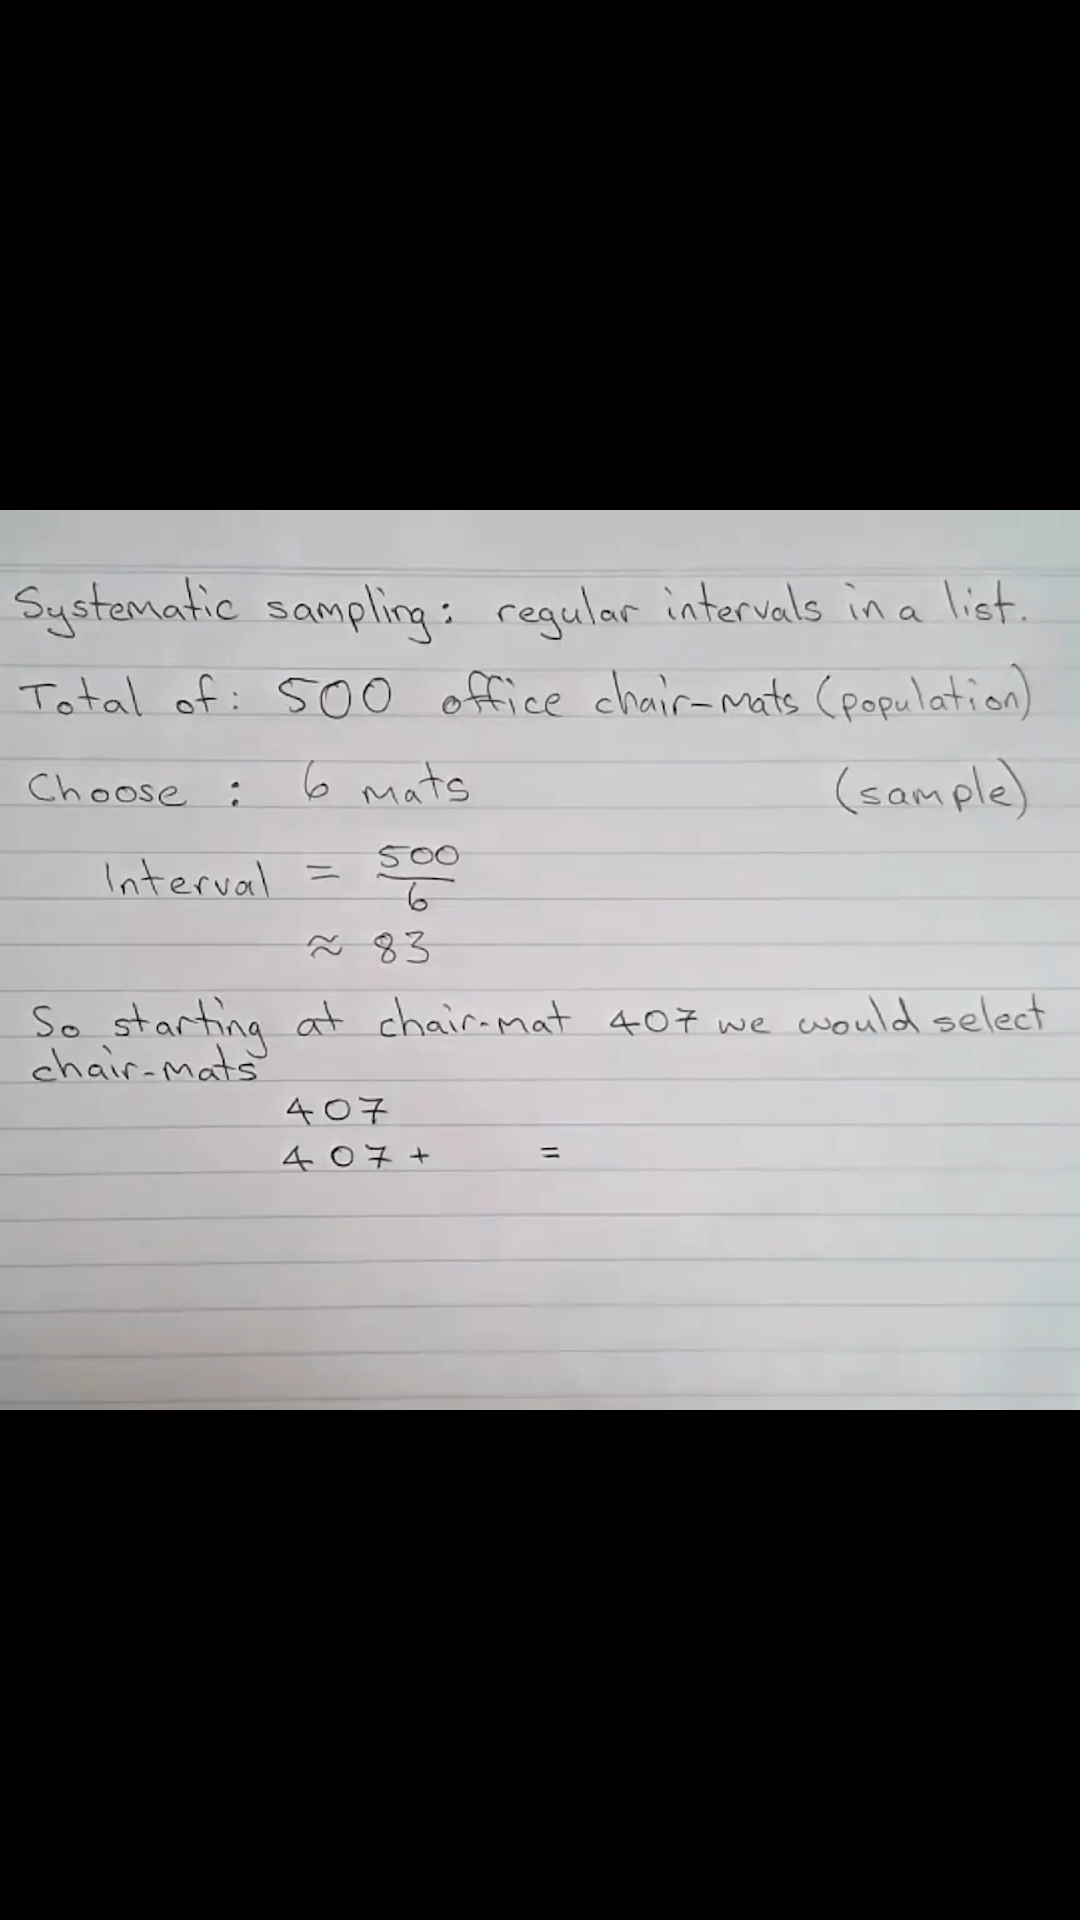 Systematic sampling: regular intervals in a list.
Total of: 500 office chair-mats (population)
Choose : 6 mats (sample)
Interval = 500/6
≈ 83
So starting at chair-mat 407 we would select
chair-mats
407
407 + =